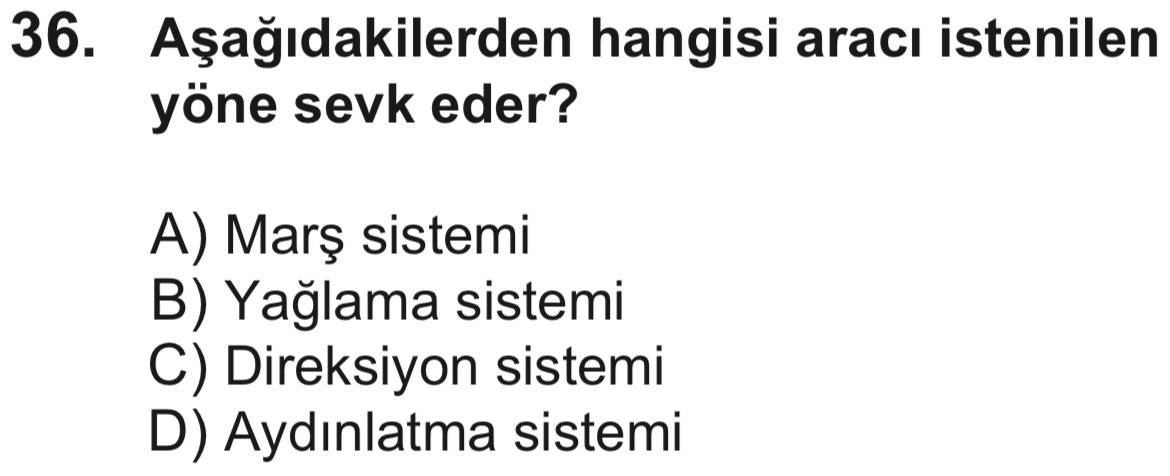 36. Aşağıdakilerden hangisi aracı istenilen
yöne sevk eder?
A) Marş sistemi
B) Yağlama sistemi
C) Direksiyon sistemi
D) Aydınlatma sistemi